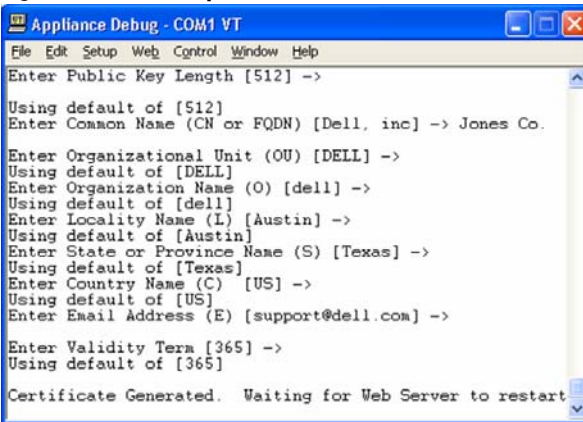 Appliance Debug - COM1 VT
File Edit Setup Web Control Window Help
Enter Public Key Length [512] ->
Using default of [512]
Enter Common Name (CN or FQDN) [Dell, inc] -> Jones Co.
Enter Organizational Unit (OU) [DELL] ->
Using default of [DELL]
Enter Organization Name (O) [dell] ->
Using default of [dell]
Enter Locality Name (L) [Austin] ->
Using default of [Austin]
Enter State or Province Name (S) [Texas] ->
Using default of [Texas]
Enter Country Name (C) [US] ->
Using default of [US]
Enter Email Address (E) [support@dell.com] ->
Enter Validity Term [365] ->
Using default of [365]
Certificate Generated. Waiting for Web Server to restart